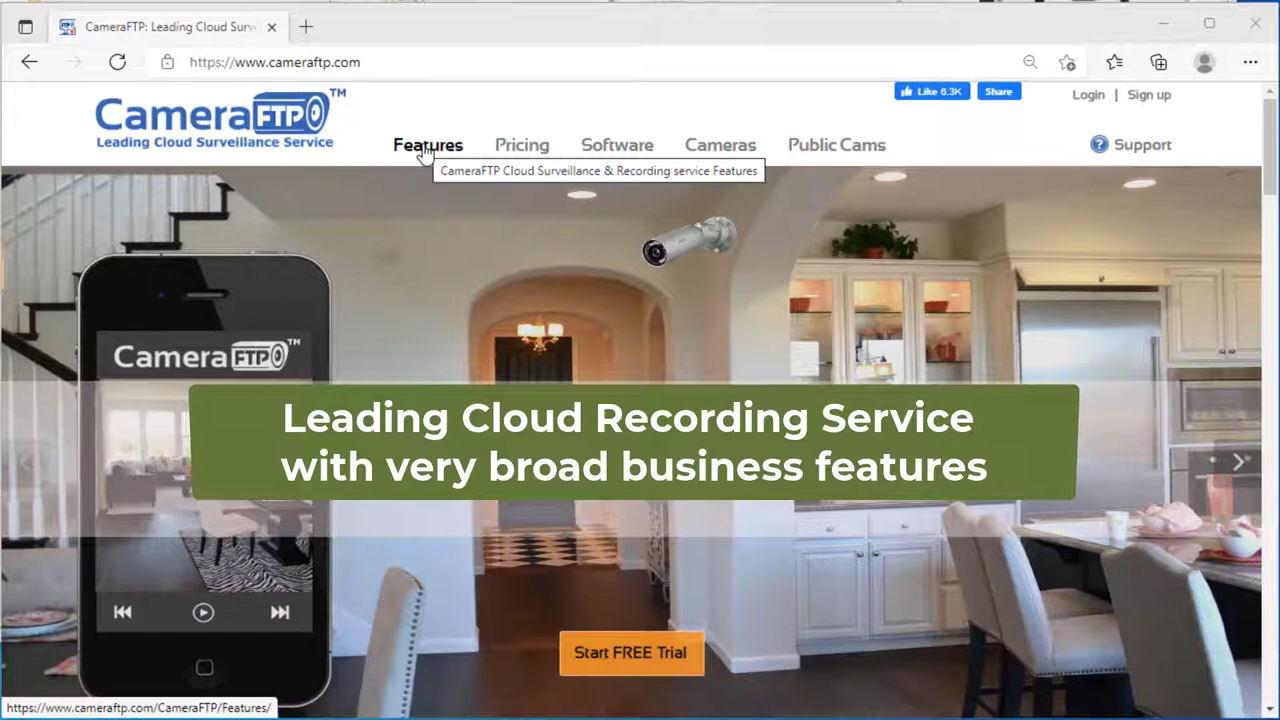 CameraFTP: Leading Cloud Surv
https://www.cameraftp.com
CameraFTP™
Leading Cloud Surveillance Service
Like 6.3K
Share
Login | Sign up
Features
Pricing
Software
Cameras
Public Cams
Support
CameraFTP Cloud Surveillance & Recording service Features
CameraFTP™
Leading Cloud Recording Service
with very broad business features
Start FREE Trial
https://www.cameraftp.com/CameraFTP/Features/